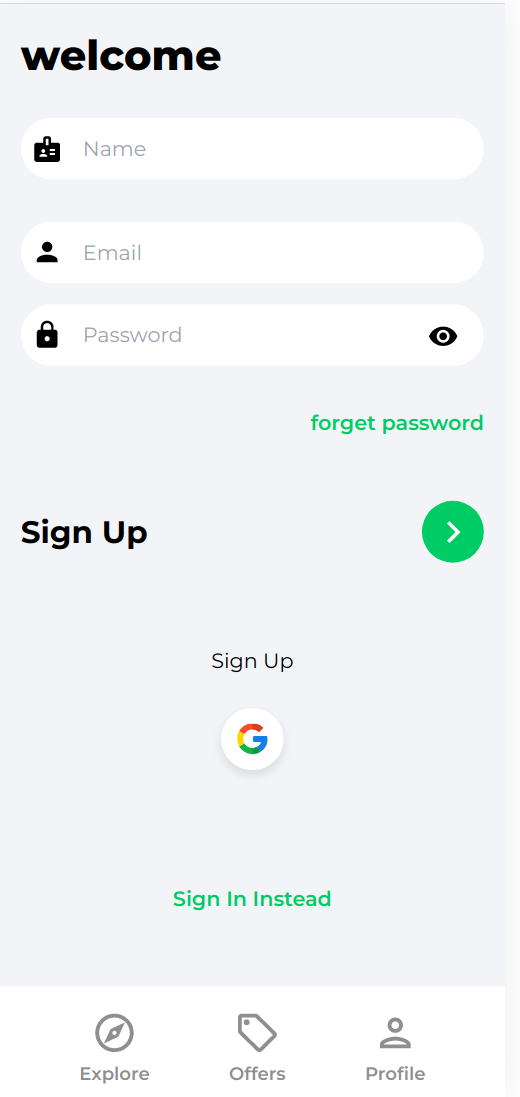 welcome
Name
Email
Password
forget password
Sign Up
Sign Up
Sign In Instead
Explore Offers Profile